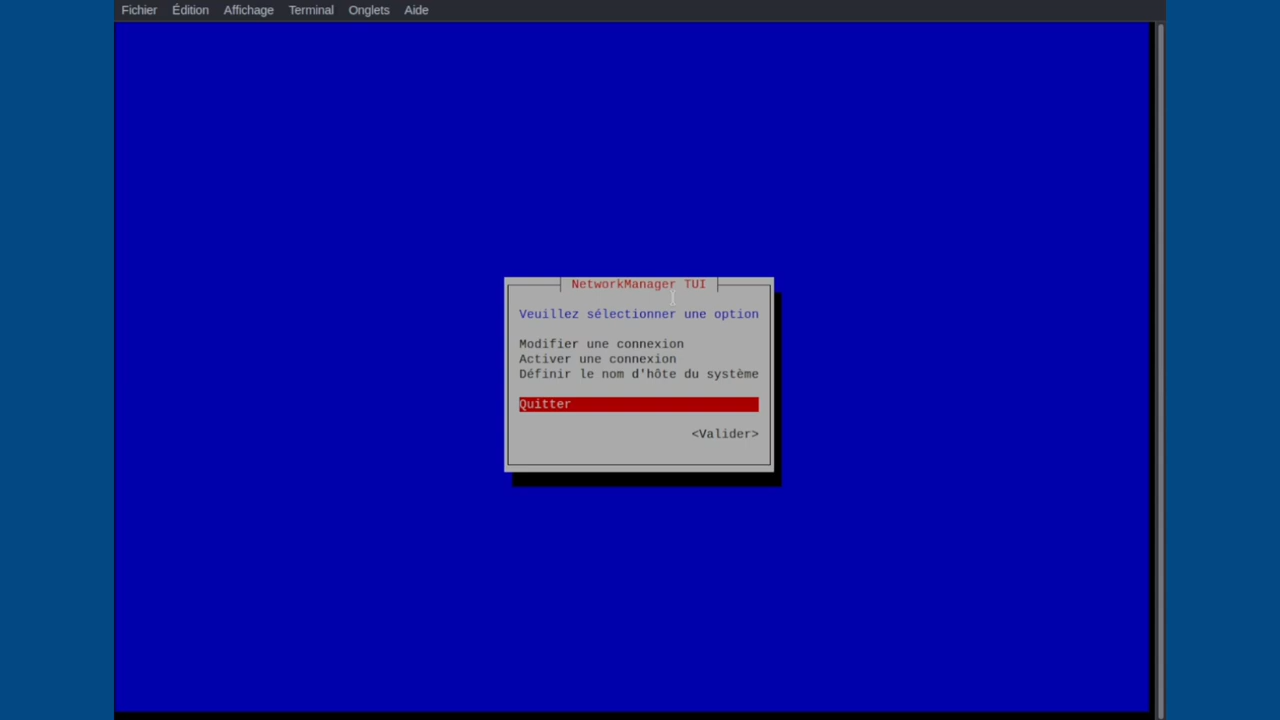 Fichier Édition Affichage Terminal Onglets Aide
NetworkManager TUI
Veuillez sélectionner une option
Modifier une connexion
Activer une connexion
Définir le nom d'hôte du système
Quitter
<Valider>